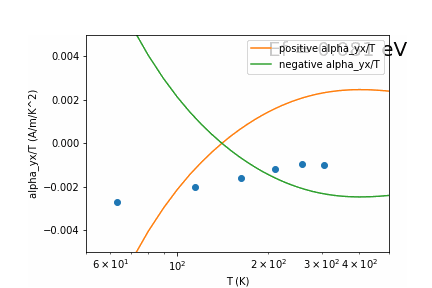 eV
positive alpha_yx/T
negative alpha_yx/T
0.004
0.002
0.000
−0.002
−0.004
alpha_yx/T (A/m/K^2)
6 × 10¹
10²
2 × 10²
3 × 10²
4 × 10²
T (K)